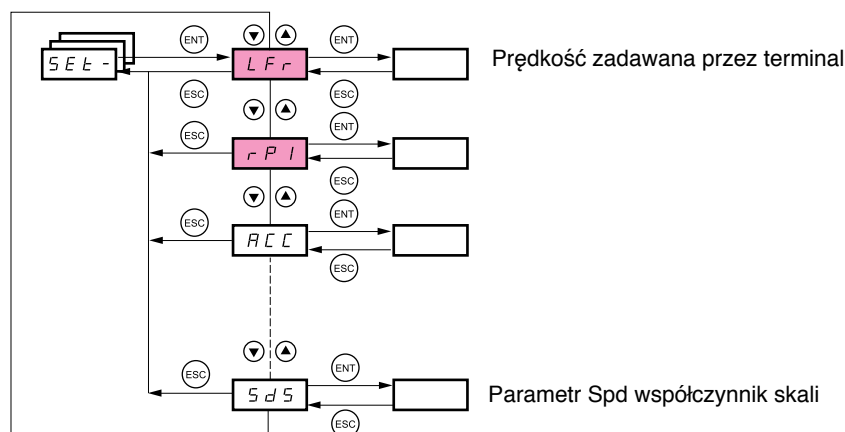 ENT ENT
SEt- LFr Prędkość zadawana przez terminal
ESC ESC
ESC ENT
rPI
ESC
ESC ENT
ACC
ESC
ESC ENT
SdS Parametr Spd współczynnik skali
ESC